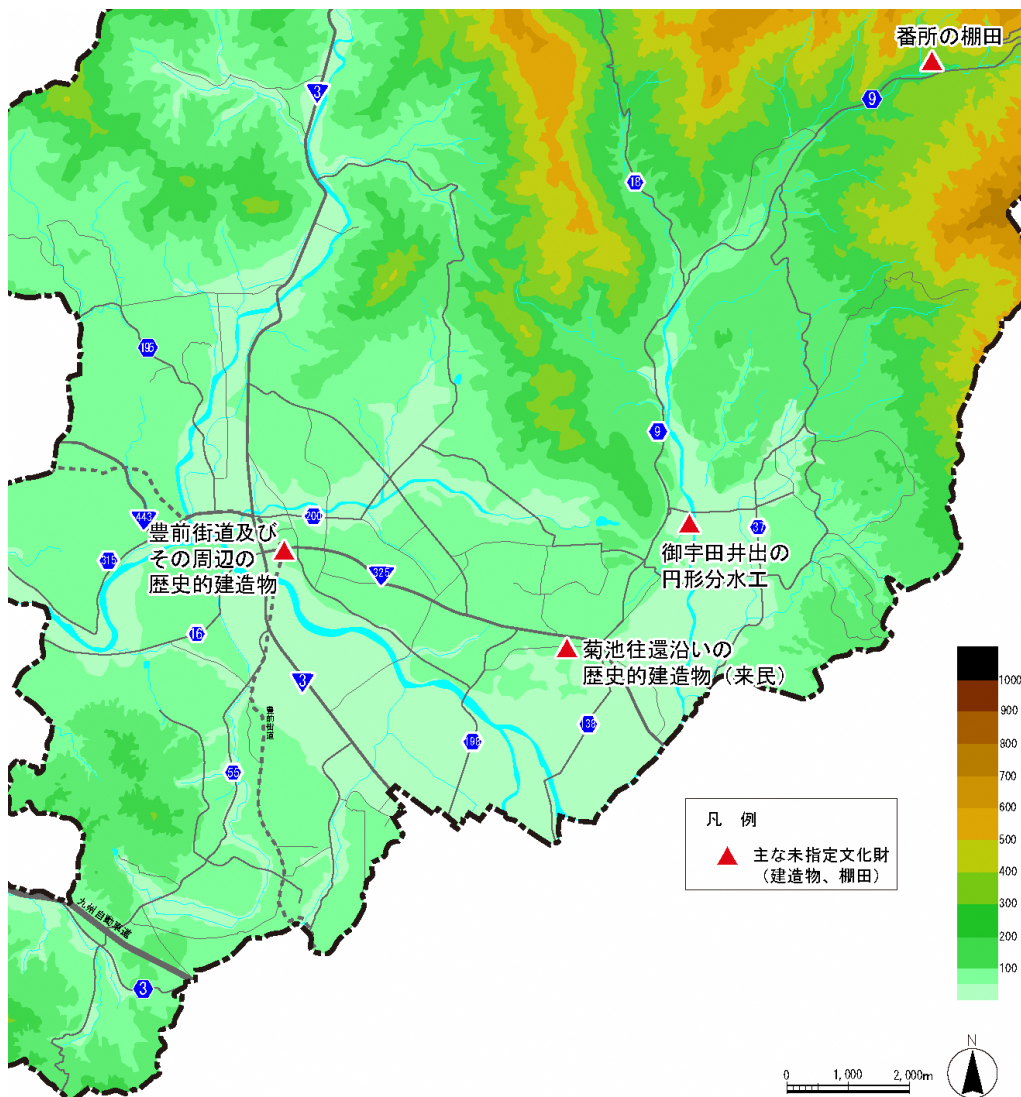 番所の棚田
3
9
18
195
9
443
200
37
豊前街道及び
その周辺の
歴史的建造物
御宇田井出の
円形分水工
315
325
16
菊池往還沿いの
歴史的建造物（来民）
3
豊前街道
198
138
55
凡 例
主な未指定文化財
（建造物、棚田）
九州自動車道
3
1000
900
800
700
600
500
400
300
200
100
N
0 1,000 2,000m